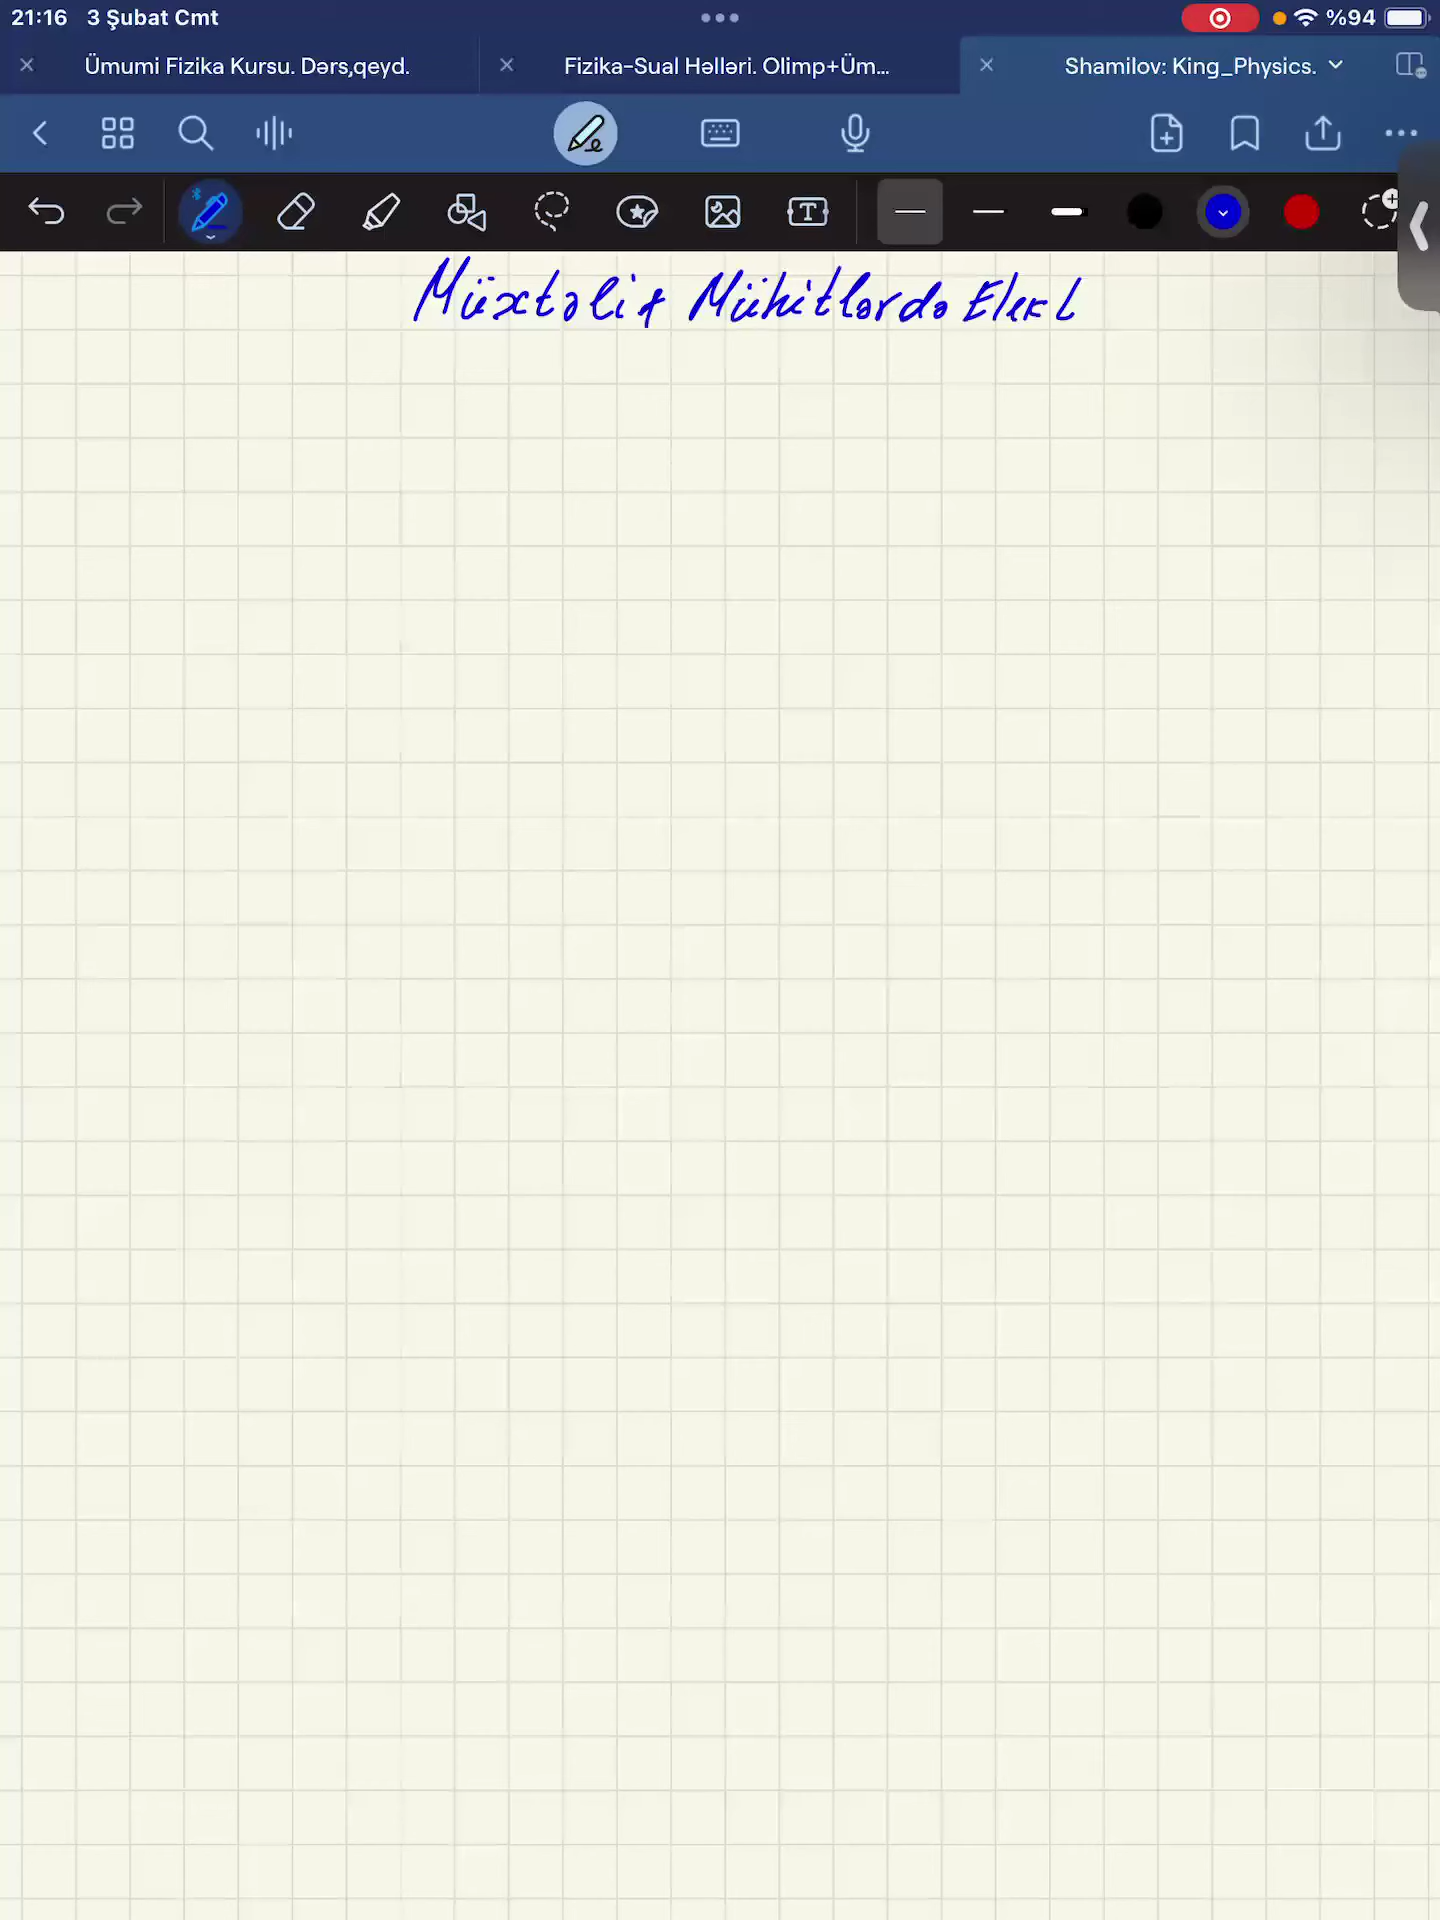 21:16 3 Şubat Cmt %94
Ümumi Fizika Kursu. Dərs,qeyd.
Fizika-Sual Həlləri. Olimp+Üm...
Shamilov: King_Physics.
Müxtəlif Mühitlərdə Elekt